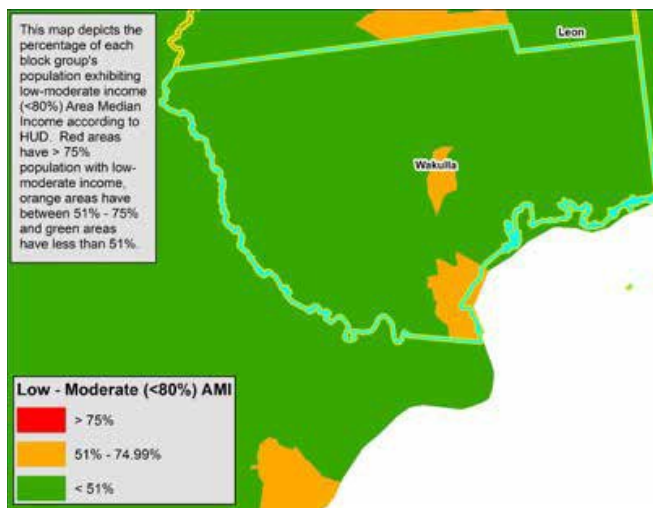 This map depicts the
percentage of each
block group's
population exhibiting
low-moderate income
(<80%) Area Median
Income according to
HUD. Red areas
have > 75%
population with low-
moderate income,
orange areas have
between 51% - 75%
and green areas
have less than 51%.
Leon
Wakulla
Low - Moderate (<80%) AMI
> 75%
51% - 74.99%
< 51%